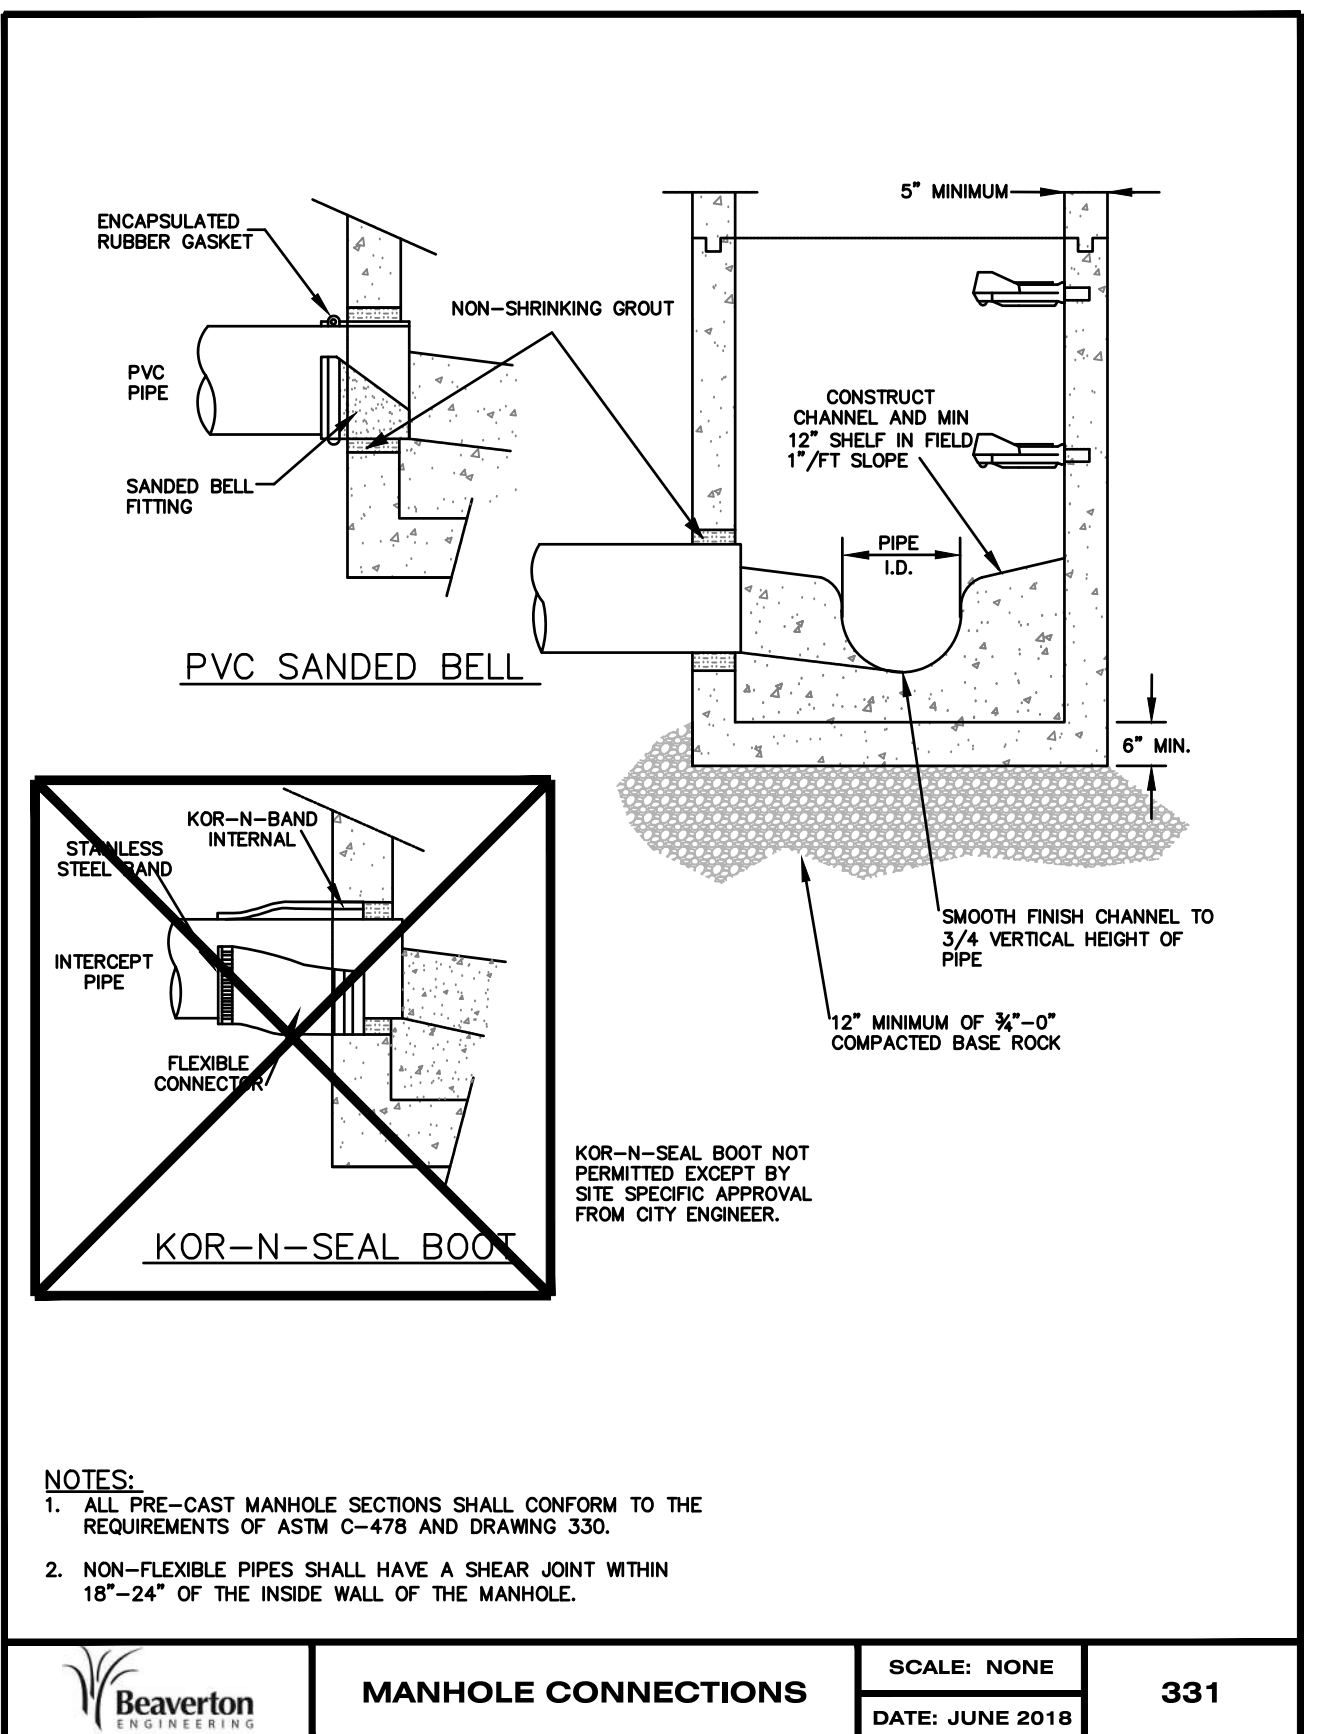 5" MINIMUM
ENCAPSULATED
RUBBER GASKET
NON-SHRINKING GROUT
PVC
PIPE
CONSTRUCT
CHANNEL AND MIN
12" SHELF IN FIELD
1"/FT SLOPE
SANDED BELL
FITTING
PIPE
I.D.
PVC SANDED BELL
6" MIN.
KOR-N-BAND
INTERNAL
STAINLESS
STEEL BAND
INTERCEPT
PIPE
FLEXIBLE
CONNECTOR
KOR-N-SEAL BOOT
SMOOTH FINISH CHANNEL TO
3/4 VERTICAL HEIGHT OF
PIPE
12" MINIMUM OF ¾"-0"
COMPACTED BASE ROCK
KOR-N-SEAL BOOT NOT
PERMITTED EXCEPT BY
SITE SPECIFIC APPROVAL
FROM CITY ENGINEER.
NOTES:
1. ALL PRE-CAST MANHOLE SECTIONS SHALL CONFORM TO THE
REQUIREMENTS OF ASTM C-478 AND DRAWING 330.
2. NON-FLEXIBLE PIPES SHALL HAVE A SHEAR JOINT WITHIN
18"-24" OF THE INSIDE WALL OF THE MANHOLE.
Beaverton
ENGINEERING
MANHOLE CONNECTIONS
SCALE: NONE
DATE: JUNE 2018
331